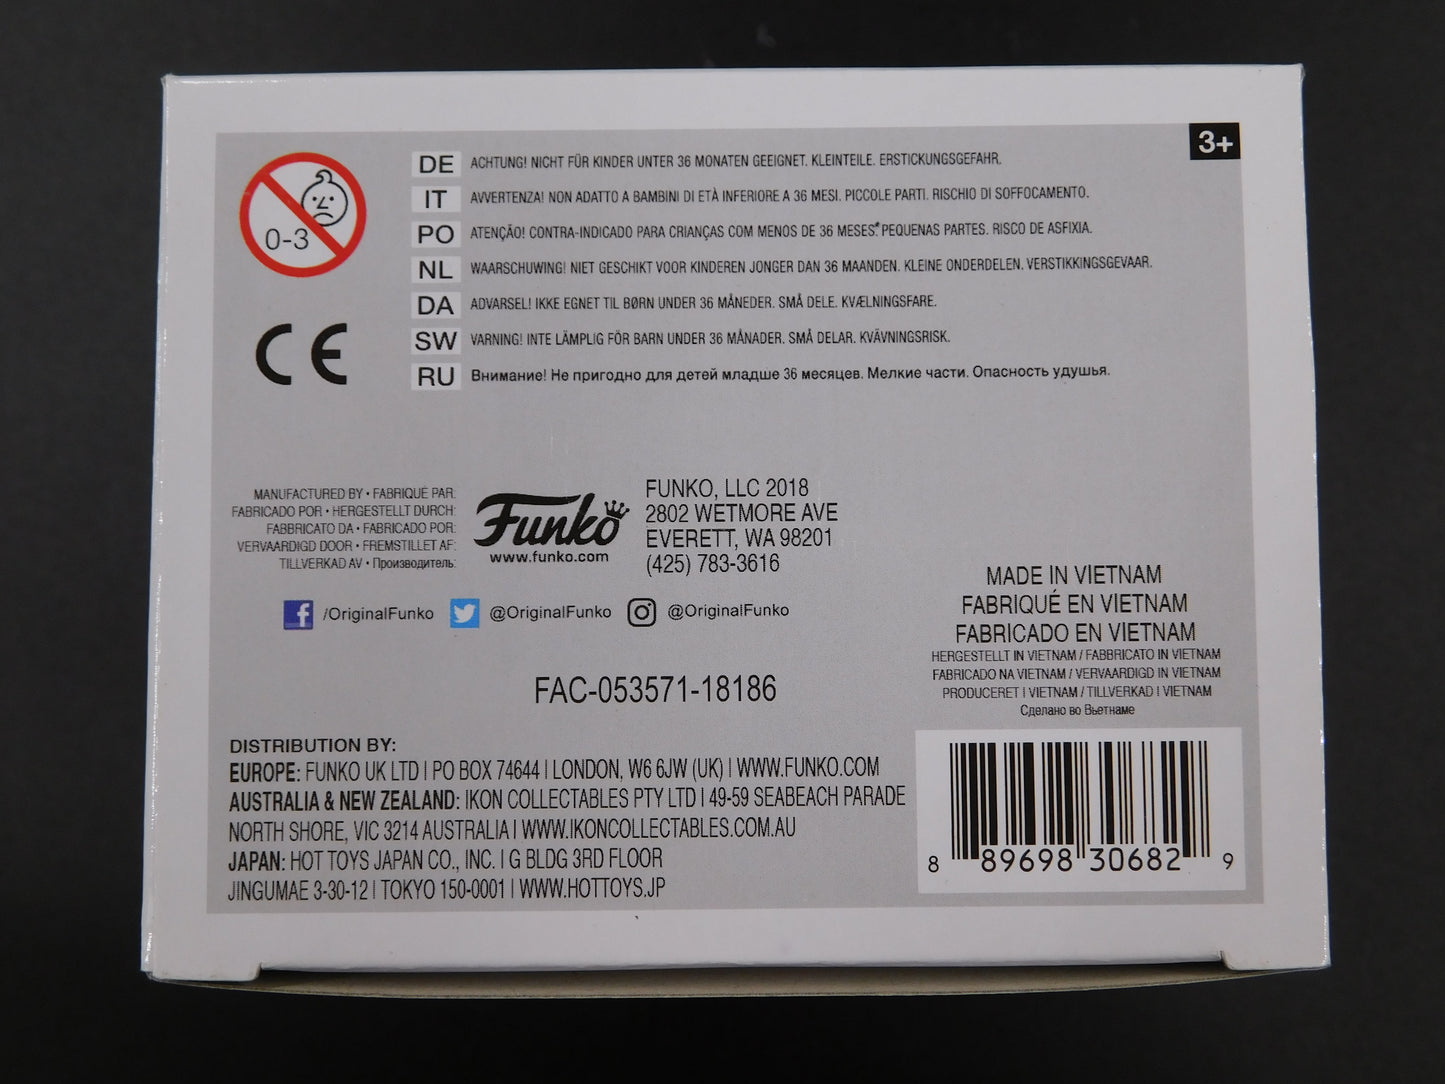 3+
0-3
DE ACHTUNG! NICHT FÜR KINDER UNTER 36 MONATEN GEEIGNET. KLEINTEILE. ERSTICKUNGSGEFAHR.
IT AVVERTENZA! NON ADATTO A BAMBINI DI ETÀ INFERIORE A 36 MESI. PICCOLE PARTI. RISCHIO DI SOFFOCAMENTO.
PO ATENÇÃO! CONTRA-INDICADO PARA CRIANÇAS COM MENOS DE 36 MESES. PEQUENAS PARTES. RISCO DE ASFIXIA.
NL WAARSCHUWING! NIET GESCHIKT VOOR KINDEREN JONGER DAN 36 MAANDEN. KLEINE ONDERDELEN. VERSTIKKINGSGEVAAR.
DA ADVARSEL! IKKE EGNET TIL BØRN UNDER 36 MÅNEDER. SMÅ DELE. KVÆLNINGSFARE.
SW VARNING! INTE LÄMPLIG FÖR BARN UNDER 36 MÅNADER. SMÅ DELAR. KVÄVNINGSRISK.
RU Внимание! Не пригодно для детей младше 36 месяцев. Мелкие части. Опасность удушья.
CE
MANUFACTURED BY • FABRIQUÉ PAR:
FABRICADO POR • HERGESTELLT DURCH:
FABBRICATO DA • FABRICADO POR:
VERVAARDIGD DOOR • FREMSTILLET AF:
TILLVERKAD AV • Производитель:
Funko
www.funko.com
FUNKO, LLC 2018
2802 WETMORE AVE
EVERETT, WA 98201
(425) 783-3616
/OriginalFunko @OriginalFunko @OriginalFunko
MADE IN VIETNAM
FABRIQUÉ EN VIETNAM
FABRICADO EN VIETNAM
HERGESTELLT IN VIETNAM / FABBRICATO IN VIETNAM
FABRICADO NA VIETNAM / VERVAARDIGD IN VIETNAM
PRODUCERET I VIETNAM / TILLVERKAD I VIETNAM
Сделано во Вьетнаме
FAC-053571-18186
DISTRIBUTION BY:
EUROPE: FUNKO UK LTD | PO BOX 74644 | LONDON, W6 6JW (UK) | WWW.FUNKO.COM
AUSTRALIA & NEW ZEALAND: IKON COLLECTABLES PTY LTD | 49-59 SEABEACH PARADE
NORTH SHORE, VIC 3214 AUSTRALIA | WWW.IKONCOLLECTABLES.COM.AU
JAPAN: HOT TOYS JAPAN CO., INC. | G BLDG 3RD FLOOR
JINGUMAE 3-30-12 | TOKYO 150-0001 | WWW.HOTTOYS.JP
8 89698 30682 9